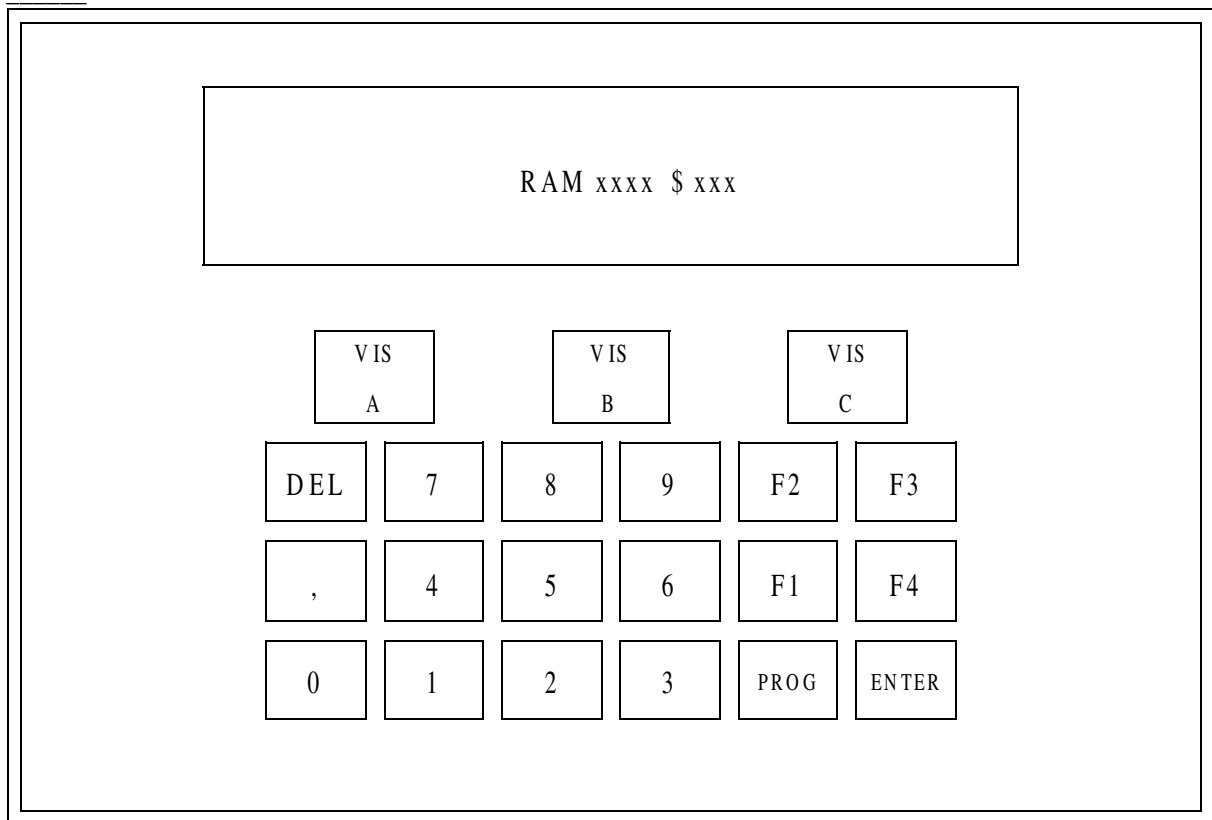 RAM xxxx $ xxx
VIS VIS VIS
A B C
DEL 7 8 9 F2 F3
, 4 5 6 F1 F4
0 1 2 3 PROG ENTER